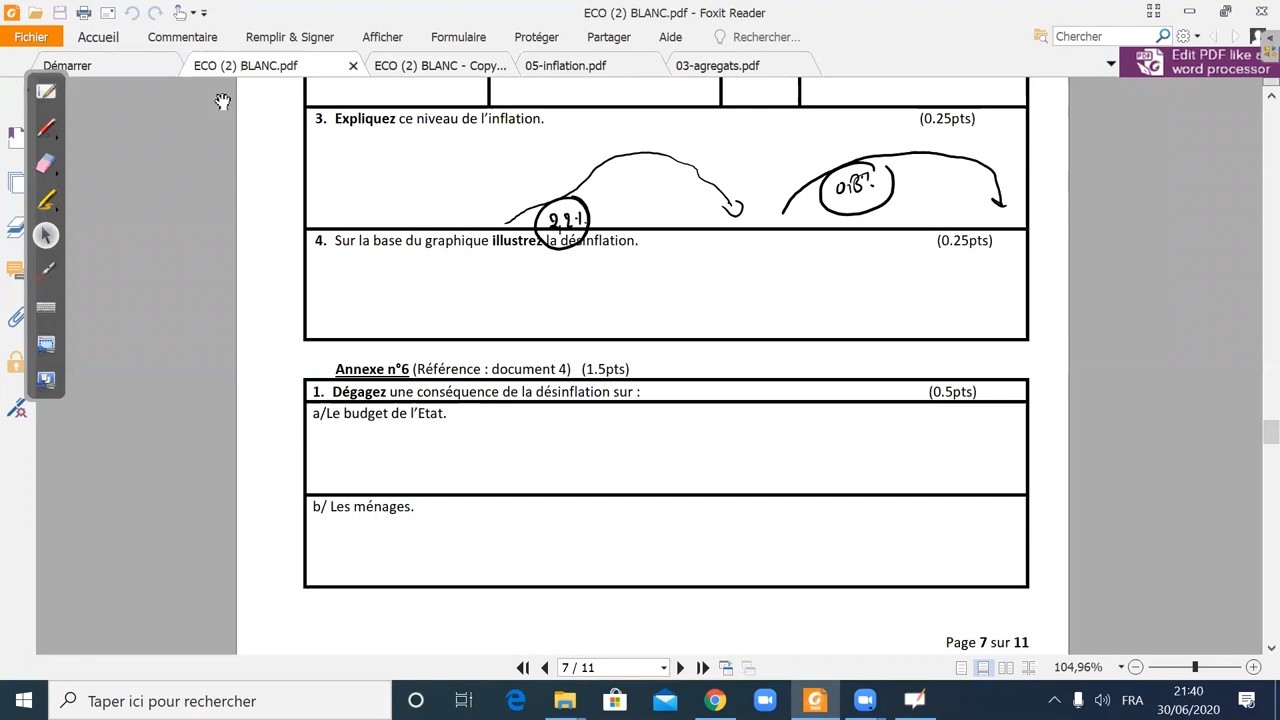 ECO (2) BLANC.pdf - Foxit Reader
Fichier Accueil Commentaire Remplir & Signer Afficher Formulaire Protéger Partager Aide Rechercher... Chercher
Démarrer ECO (2) BLANC.pdf ECO (2) BLANC - Copy... 05-inflation.pdf 03-agregats.pdf
Edit PDF like a
word processor
3. Expliquez ce niveau de l'inflation. (0.25pts)
2,2%
4. Sur la base du graphique illustrez la désinflation. (0.25pts)
Annexe n°6 (Référence : document 4) (1.5pts)
1. Dégagez une conséquence de la désinflation sur : (0.5pts)
a/Le budget de l'Etat.
b/ Les ménages.
Page 7 sur 11
7 / 11 104,96%
Taper ici pour rechercher
FRA
21:40
30/06/2020